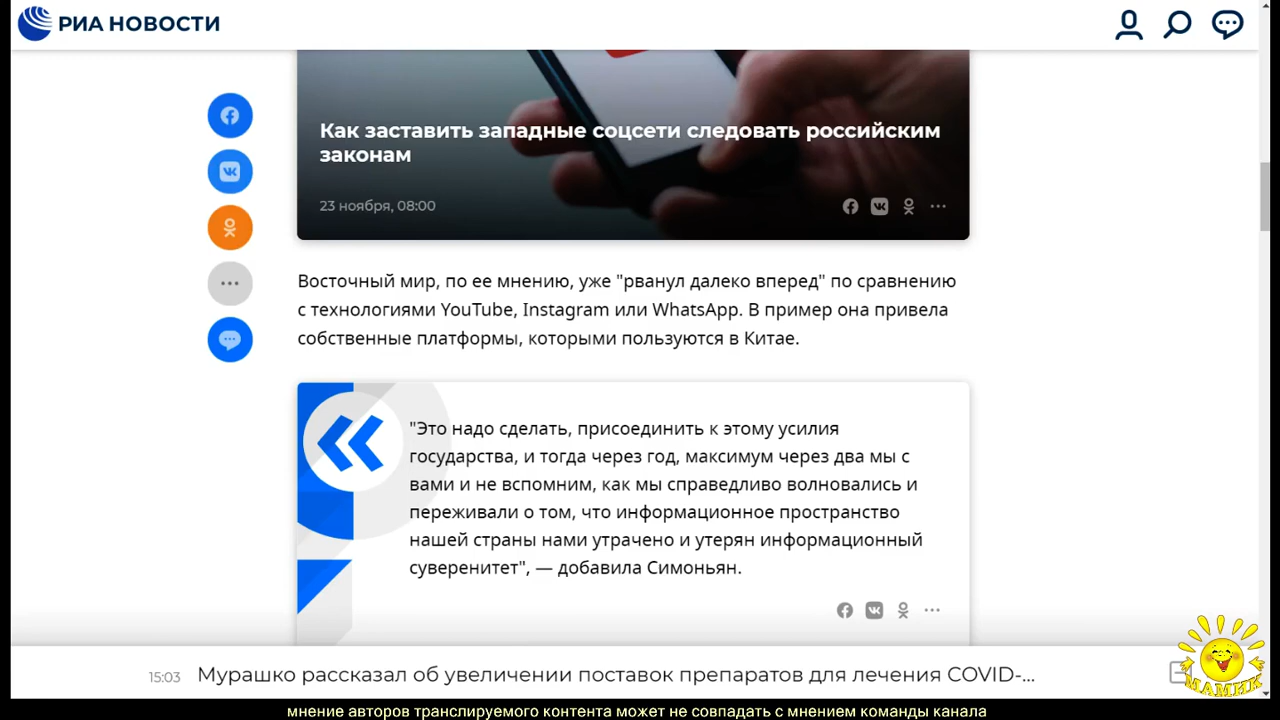 РИА НОВОСТИ
Как заставить западные соцсети следовать российским
законам
23 ноября, 08:00
Восточный мир, по ее мнению, уже "рванул далеко вперед" по сравнению
с технологиями YouTube, Instagram или WhatsApp. В пример она привела
собственные платформы, которыми пользуются в Китае.
"Это надо сделать, присоединить к этому усилия
государства, и тогда через год, максимум через два мы с
вами и не вспомним, как мы справедливо волновались и
переживали о том, что информационное пространство
нашей страны нами утрачено и утерян информационный
суверенитет", — добавила Симоньян.
15:03 Мурашко рассказал об увеличении поставок препаратов для лечения COVID-...
МАМИК
мнение авторов транслируемого контента может не совпадать с мнением команды канала